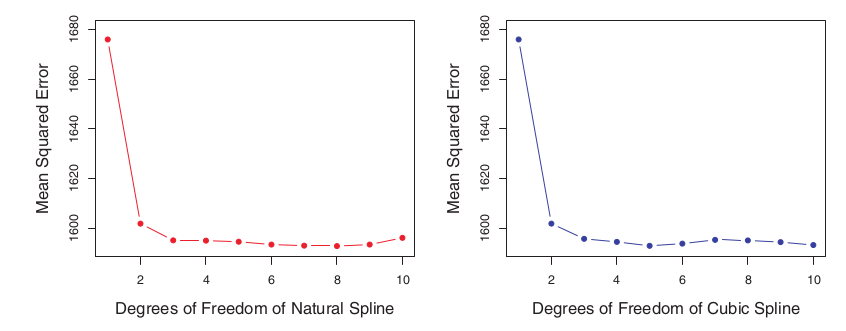 1680
1660
1640
1620
1600
Mean Squared Error
2 4 6 8 10
Degrees of Freedom of Natural Spline
1680
1660
1640
1620
1600
Mean Squared Error
2 4 6 8 10
Degrees of Freedom of Cubic Spline